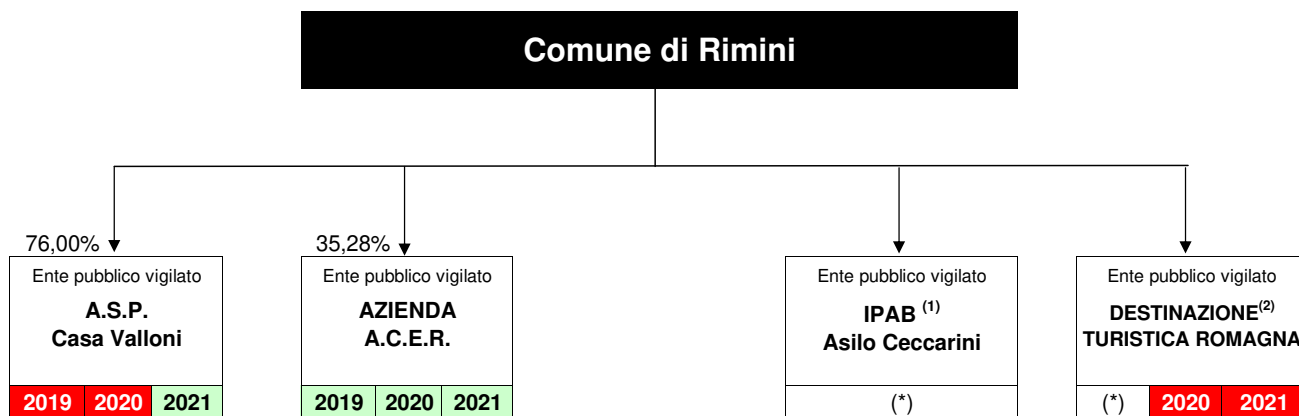 Comune di Rimini
76,00%
Ente pubblico vigilato
A.S.P.
Casa Valloni
2019 2020 2021
35,28%
Ente pubblico vigilato
AZIENDA
A.C.E.R.
2019 2020 2021
Ente pubblico vigilato
IPAB (1)
Asilo Ceccarini
(*)
Ente pubblico vigilato
DESTINAZIONE(2)
TURISTICA ROMAGNA
(*) 2020 2021